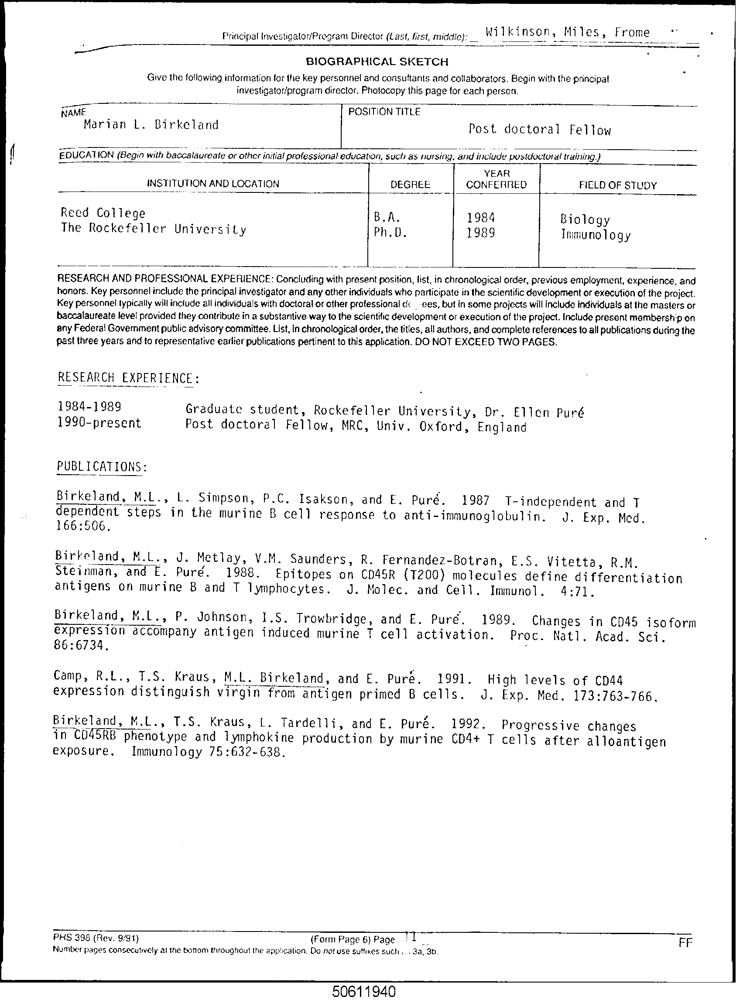 Principal Investigator/Program Director (Last, first, middle): Wilkinson, Miles, Frome
BIOGRAPHICAL SKETCH
Give the following information for the key personnel and consultants and collaborators. Begin with the principal
investigator/program director. Photocopy this page for each person.
NAME
Marian L. Birkeland
POSITION TITLE
Post doctoral Fellow
EDUCATION (Begin with baccalaureate or other initial professional education, such as nursing, and include postdoctoral training.)
INSTITUTION AND LOCATION DEGREE YEAR CONFERRED FIELD OF STUDY
Reed College B.A. 1984 Biology
The Rockefeller University Ph.D. 1989 Immunology
RESEARCH AND PROFESSIONAL EXPERIENCE: Concluding with present position, list, in chronological order, previous employment, experience, and
honors. Key personnel include the principal investigator and any other individuals who participate in the scientific development or execution of the project.
Key personnel typically will include all individuals with doctoral or other professional ees, but in some projects will include individuals at the masters or
baccalaureate level provided they contribute in a substantive way to the scientific development or execution of the project. Include present membership on
any Federal Government public advisory committee. List, in chronological order, the titles, all authors, and complete references to all publications during the
past three years and to representative earlier publications pertinent to this application. DO NOT EXCEED TWO PAGES.
RESEARCH EXPERIENCE:
1984-1989 Graduate student, Rockefeller University, Dr. Ellen Puré
1990-present Post doctoral Fellow, MRC, Univ. Oxford, England
PUBLICATIONS:
Birkeland, M.L., L. Simpson, P.C. Isakson, and E. Puré. 1987 T-independent and T
dependent steps in the murine B cell response to anti-immunoglobulin. J. Exp. Med.
166:506.
Birkeland, M.L., J. Metlay, V.M. Saunders, R. Fernandez-Botran, E.S. Vitetta, R.M.
Steinman, and E. Puré. 1988. Epitopes on CD45R (T200) molecules define differentiation
antigens on murine B and T lymphocytes. J. Molec. and Cell. Immunol. 4:71.
Birkeland, M.L., P. Johnson, I.S. Trowbridge, and E. Puré. 1989. Changes in CD45 isoform
expression accompany antigen induced murine T cell activation. Proc. Natl. Acad. Sci.
86:6734.
Camp, R.L., T.S. Kraus, M.L. Birkeland, and E. Puré. 1991. High levels of CD44
expression distinguish virgin from antigen primed B cells. J. Exp. Med. 173:763-766.
Birkeland, M.L., T.S. Kraus, L. Tardelli, and E. Puré. 1992. Progressive changes
in CD45RB phenotype and lymphokine production by murine CD4+ T cells after alloantigen
exposure. Immunology 75:632-638.
PHS 398 (Rev. 9/91) (Form Page 6) Page 11 FF
Number pages consecutively at the bottom throughout the application. Do not use suffixes such 3a, 3b.
50611940